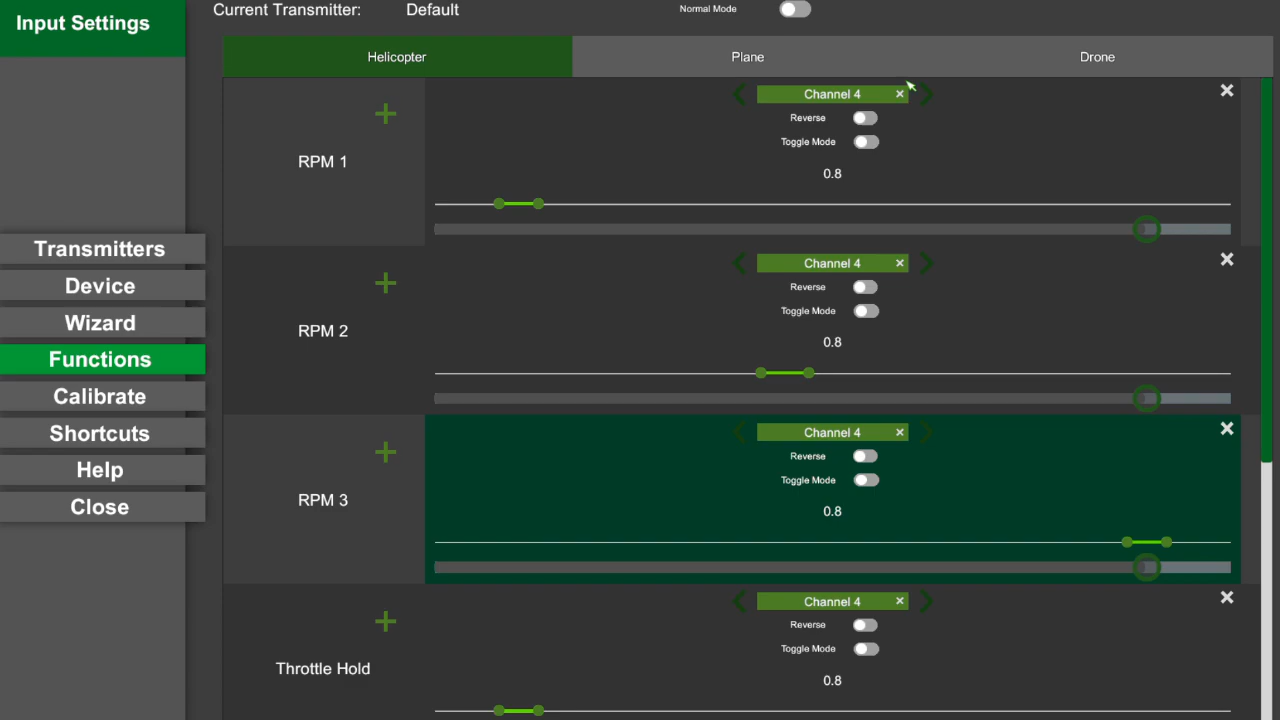 Input Settings
Current Transmitter: Default
Normal Mode
Helicopter
Plane
Drone
RPM 1
Channel 4
Reverse
Toggle Mode
0.8
RPM 2
Channel 4
Reverse
Toggle Mode
0.8
RPM 3
Channel 4
Reverse
Toggle Mode
0.8
Throttle Hold
Channel 4
Reverse
Toggle Mode
0.8
Transmitters
Device
Wizard
Functions
Calibrate
Shortcuts
Help
Close